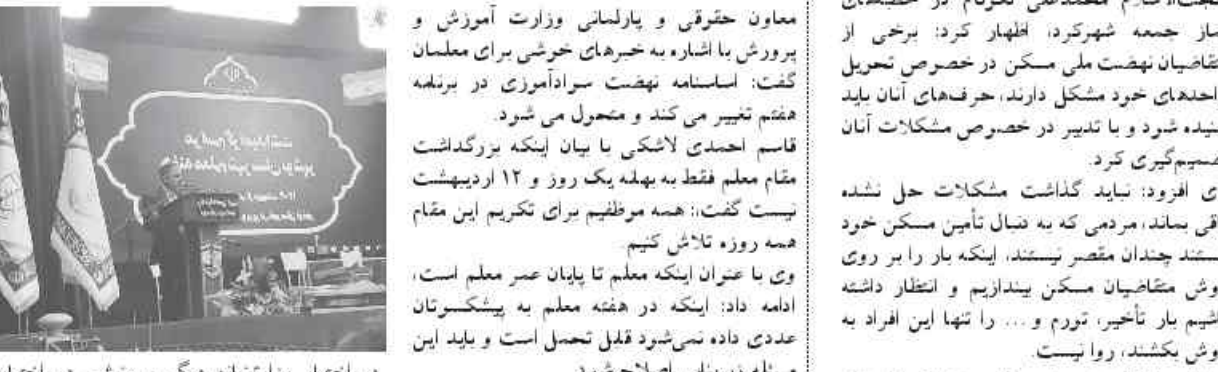 نماز جمعه شهرکرد، اظهار کرد: برخی از
متقاضیان نهضت ملی مسکن در خصوص تحویل
واحدهای خود مشکل دارند، حرف‌های آنان باید
شنیده شود و با تدبیر در خصوص مشکلات آنان
تصمیم‌گیری کرد.
وی افزود: نباید گذاشت مشکلات حل نشده
باقی بماند، مردمی که به دنبال تأمین مسکن خود
هستند چندان مقصر نیستند، اینکه بار را بر روی
دوش متقاضیان مسکن بیندازیم و انتظار داشته
باشیم بار تأخیر، تورم و ... را تنها این افراد به
دوش بکشند، روا نیست.
معاون حقوقی و پارلمانی وزارت آموزش و
پرورش با اشاره به خبرهای خوشی برای معلمان
گفت: اساسنامه نهضت سوادآموزی در برنامه
هفتم تغییر می کند و متحول می شود.
قاسم احمدی لاشکی با بیان اینکه بزرگداشت
مقام معلم فقط به بهانه یک روز و ۱۲ اردیبهشت
نیست گفت،: همه موظفیم برای تکریم این مقام
همه روزه تلاش کنیم.
وی با عنوان اینکه معلم تا پایان عمر معلم است،
ادامه داد: اینکه در هفته معلم به پیشکسوتان
عددی داده نمی‌شود قابل تحمل است و باید این